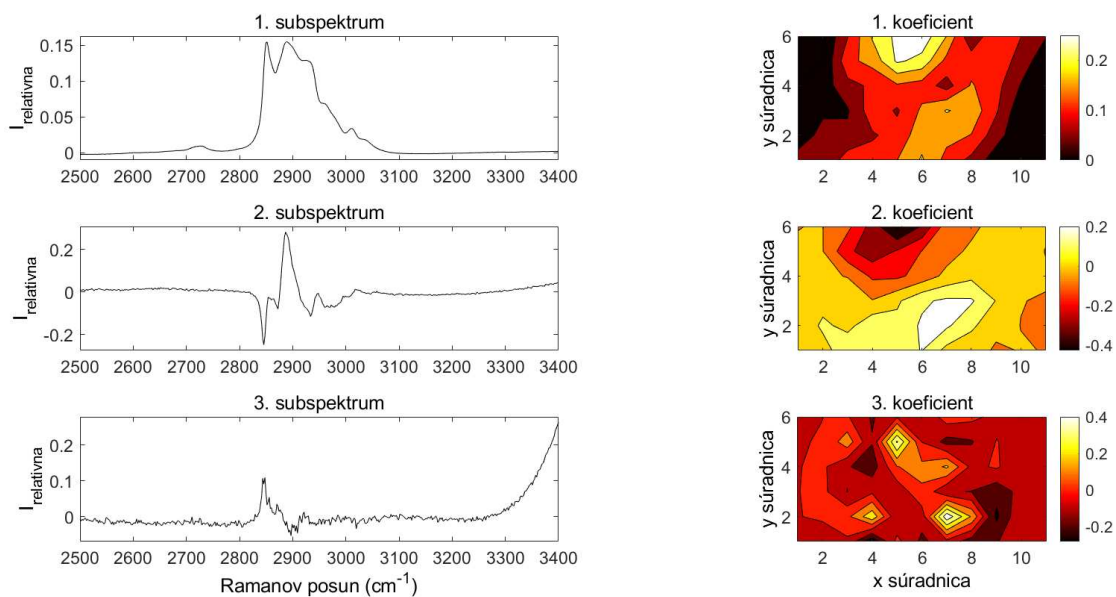 1. subspektrum
I_relatívna
0.15
0.1
0.05
0
2500 2600 2700 2800 2900 3000 3100 3200 3300 3400
1. koeficient
y súradnica
6
4
2
2 4 6 8 10
0.2
0.1
0
2. subspektrum
I_relatívna
0.2
0
-0.2
2500 2600 2700 2800 2900 3000 3100 3200 3300 3400
2. koeficient
y súradnica
6
4
2
2 4 6 8 10
0.2
0
-0.2
-0.4
3. subspektrum
I_relatívna
0.2
0.1
0
2500 2600 2700 2800 2900 3000 3100 3200 3300 3400
Ramanov posun (cm⁻¹)
3. koeficient
y súradnica
6
4
2
2 4 6 8 10
x súradnica
0.4
0.2
0
-0.2